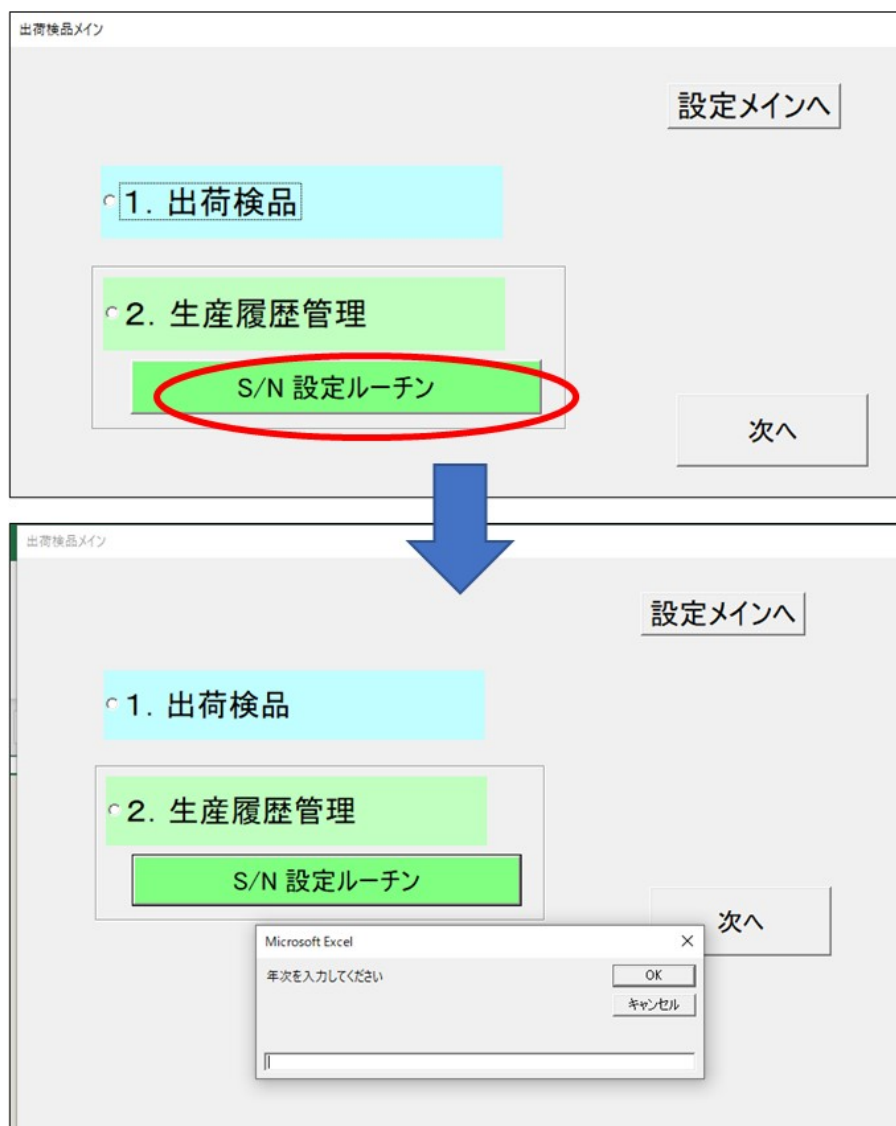 出荷検品メイン
設定メインへ
1. 出荷検品
2. 生産履歴管理
S/N 設定ルーチン
次へ
出荷検品メイン
設定メインへ
1. 出荷検品
2. 生産履歴管理
S/N 設定ルーチン
次へ
Microsoft Excel
年次を入力してください
OK
キャンセル